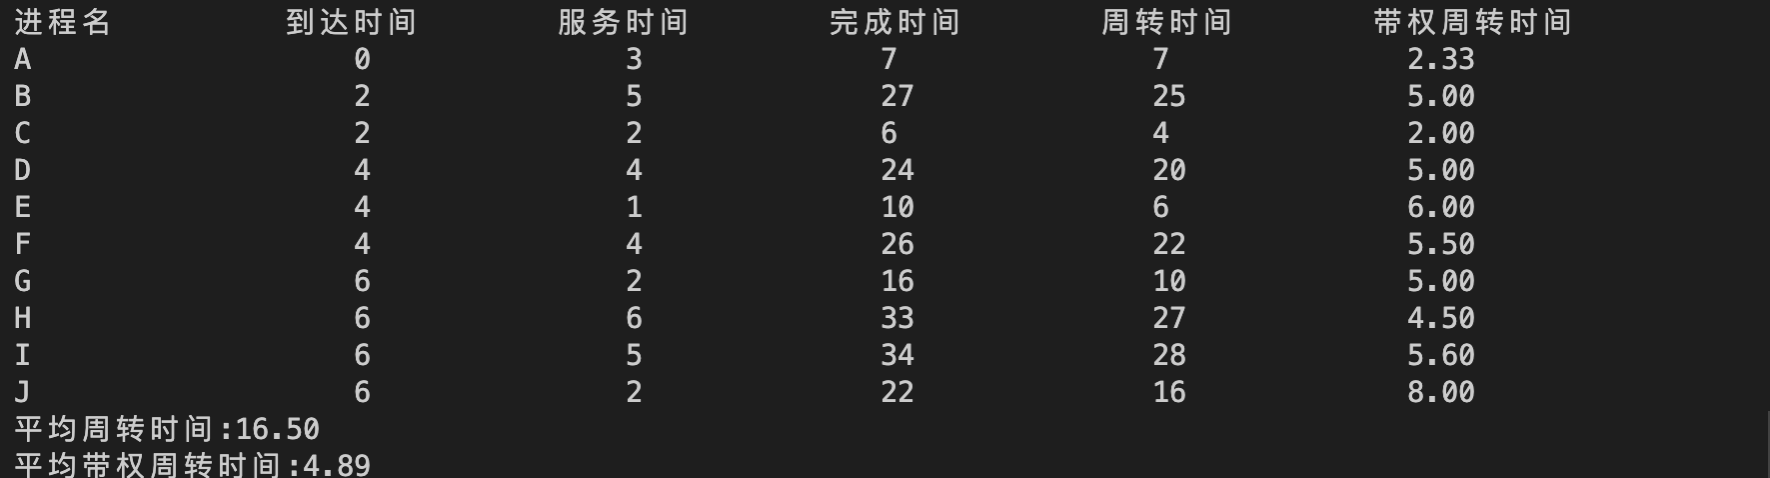 进程名 到达时间 服务时间 完成时间 周转时间 带权周转时间
A 0 3 7 7 2.33
B 2 5 27 25 5.00
C 2 2 6 4 2.00
D 4 4 24 20 5.00
E 4 1 10 6 6.00
F 4 4 26 22 5.50
G 6 2 16 10 5.00
H 6 6 33 27 4.50
I 6 5 34 28 5.60
J 6 2 22 16 8.00
平均周转时间:16.50
平均带权周转时间:4.89